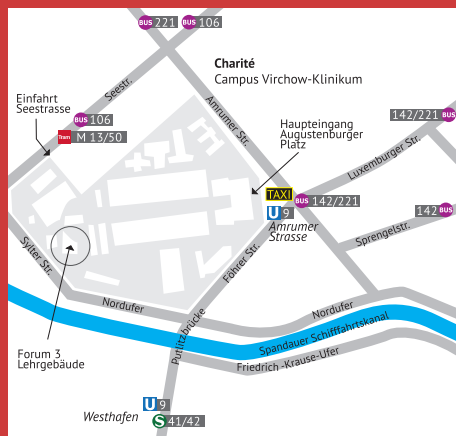 BUS 221
BUS 106
Charité
Campus Virchow-Klinikum
Seestr.
Amrumer Str.
Einfahrt
Seestrasse
BUS 106
Tram M 13/50
Haupteingang
Augustenburger
Platz
142/221 BUS
Luxemburger Str.
TAXI
BUS 142/221
U 9
Amrumer
Strasse
142 BUS
Sprengelstr.
Föhrer Str.
Sylter Str.
Nordufer
Nordufer
Putlitzbrücke
Spandauer Schifffahrtskanal
Friedrich -Krause-Ufer
Forum 3
Lehrgebäude
Westhafen
U 9
S 41/42